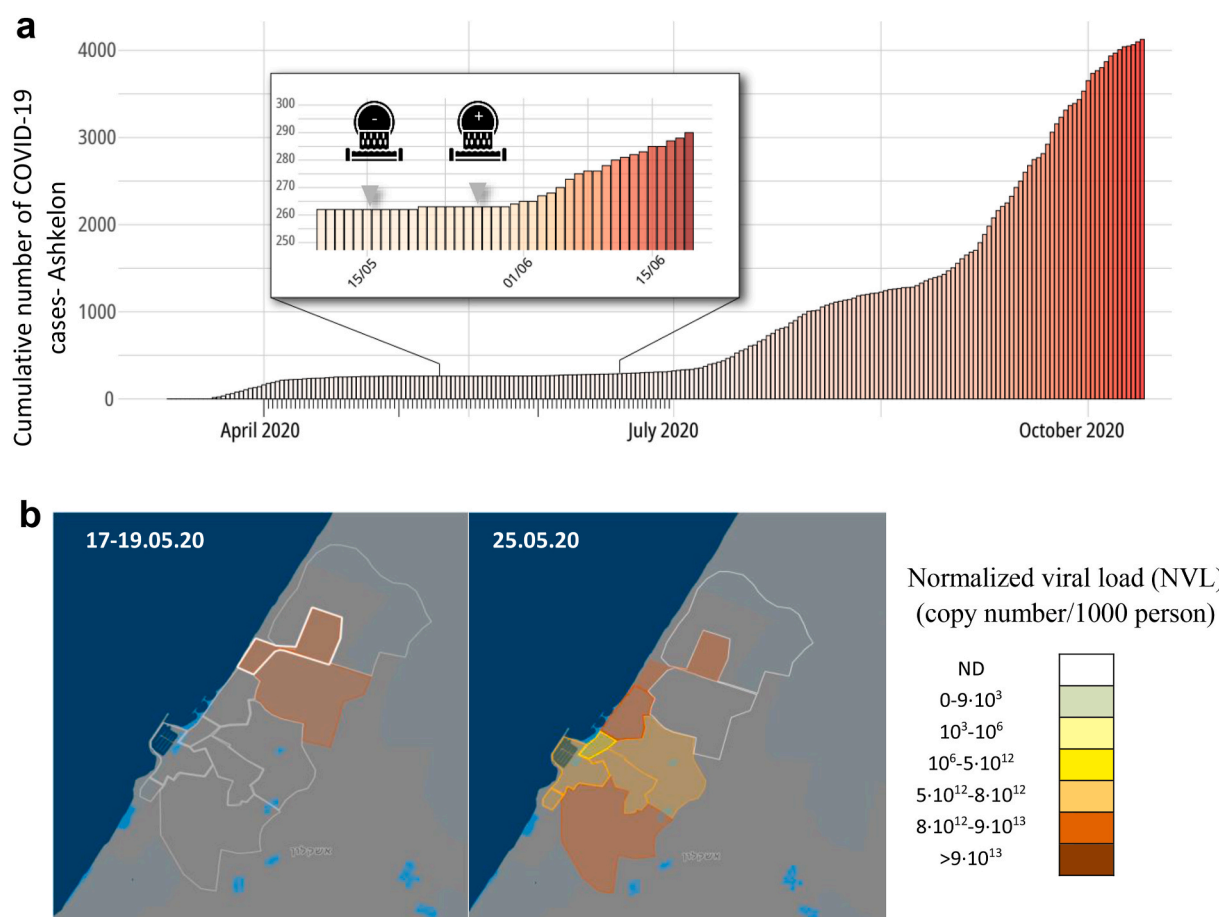 a
Cumulative number of COVID-19
cases- Ashkelon
4000
3000
2000
1000
0
300
290
280
270
260
250
-
+
15/05
01/06
15/06
April 2020
July 2020
October 2020
b
17-19.05.20
25.05.20
אשקלון
אשקלון
Normalized viral load (NVL)
(copy number/1000 person)
ND
0-9·10³
10³-10⁶
10⁶-5·10¹²
5·10¹²-8·10¹²
8·10¹²-9·10¹³
>9·10¹³